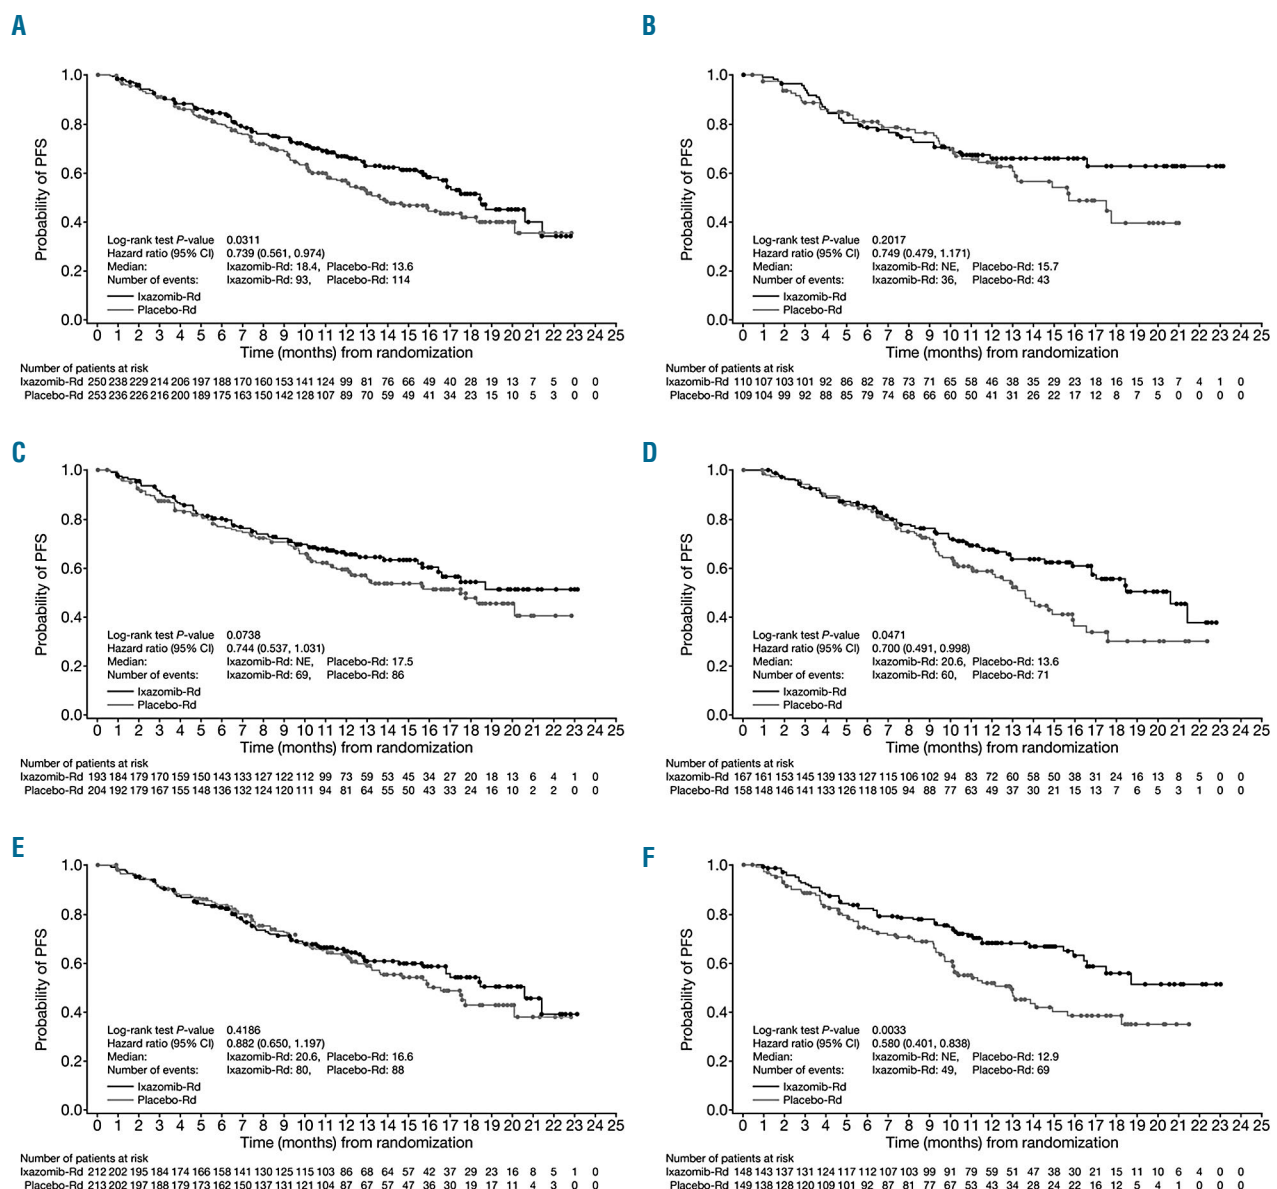 A
1.0
0.8
0.6
0.4
0.2
0.0
Probability of PFS
Log-rank test P-value 0.0311
Hazard ratio (95% CI) 0.739 (0.561, 0.974)
Median: Ixazomib-Rd: 18.4, Placebo-Rd: 13.6
Number of events: Ixazomib-Rd: 93, Placebo-Rd: 114
Ixazomib-Rd
Placebo-Rd
0 1 2 3 4 5 6 7 8 9 10 11 12 13 14 15 16 17 18 19 20 21 22 23 24 25
Time (months) from randomization
Number of patients at risk
Ixazomib-Rd 250 238 229 214 206 197 188 170 160 153 141 124 99 81 76 66 49 40 28 19 13 7 5 0 0
Placebo-Rd 253 236 226 216 200 189 175 163 150 142 128 107 89 70 59 49 41 34 23 15 10 5 3 0 0
B
1.0
0.8
0.6
0.4
0.2
0.0
Probability of PFS
Log-rank test P-value 0.2017
Hazard ratio (95% CI) 0.749 (0.479, 1.171)
Median: Ixazomib-Rd: NE, Placebo-Rd: 15.7
Number of events: Ixazomib-Rd: 36, Placebo-Rd: 43
Ixazomib-Rd
Placebo-Rd
0 1 2 3 4 5 6 7 8 9 10 11 12 13 14 15 16 17 18 19 20 21 22 23 24 25
Time (months) from randomization
Number of patients at risk
Ixazomib-Rd 110 107 103 101 92 86 82 78 73 71 65 58 46 38 35 29 23 18 16 15 13 7 4 1 0
Placebo-Rd 109 104 99 92 88 85 79 74 68 66 60 50 41 31 26 22 17 12 8 7 5 0 0 0 0
C
1.0
0.8
0.6
0.4
0.2
0.0
Probability of PFS
Log-rank test P-value 0.0738
Hazard ratio (95% CI) 0.744 (0.537, 1.031)
Median: Ixazomib-Rd: NE, Placebo-Rd: 17.5
Number of events: Ixazomib-Rd: 69, Placebo-Rd: 86
Ixazomib-Rd
Placebo-Rd
0 1 2 3 4 5 6 7 8 9 10 11 12 13 14 15 16 17 18 19 20 21 22 23 24 25
Time (months) from randomization
Number of patients at risk
Ixazomib-Rd 193 184 179 170 159 150 143 133 127 122 112 99 73 59 53 45 34 27 20 18 13 6 4 1 0
Placebo-Rd 204 192 179 167 155 148 136 132 124 120 111 94 81 64 55 50 43 33 24 16 10 2 2 0 0
D
1.0
0.8
0.6
0.4
0.2
0.0
Probability of PFS
Log-rank test P-value 0.0471
Hazard ratio (95% CI) 0.700 (0.491, 0.998)
Median: Ixazomib-Rd: 20.6, Placebo-Rd: 13.6
Number of events: Ixazomib-Rd: 60, Placebo-Rd: 71
Ixazomib-Rd
Placebo-Rd
0 1 2 3 4 5 6 7 8 9 10 11 12 13 14 15 16 17 18 19 20 21 22 23 24 25
Time (months) from randomization
Number of patients at risk
Ixazomib-Rd 167 161 153 145 139 133 127 115 106 102 94 83 72 60 58 50 38 31 24 16 13 8 5 0 0
Placebo-Rd 158 148 146 141 133 126 118 105 94 88 77 63 49 37 30 21 15 13 7 6 5 3 1 0 0
E
1.0
0.8
0.6
0.4
0.2
0.0
Probability of PFS
Log-rank test P-value 0.4186
Hazard ratio (95% CI) 0.882 (0.650, 1.197)
Median: Ixazomib-Rd: 20.6, Placebo-Rd: 16.6
Number of events: Ixazomib-Rd: 80, Placebo-Rd: 88
Ixazomib-Rd
Placebo-Rd
0 1 2 3 4 5 6 7 8 9 10 11 12 13 14 15 16 17 18 19 20 21 22 23 24 25
Time (months) from randomization
Number of patients at risk
Ixazomib-Rd 212 202 195 184 174 166 158 141 130 125 115 103 86 68 64 57 42 37 29 23 16 8 5 1 0
Placebo-Rd 213 202 197 188 179 173 162 150 137 131 121 104 87 67 57 47 36 30 19 17 11 4 3 0 0
F
1.0
0.8
0.6
0.4
0.2
0.0
Probability of PFS
Log-rank test P-value 0.0033
Hazard ratio (95% CI) 0.580 (0.401, 0.838)
Median: Ixazomib-Rd: NE, Placebo-Rd: 12.9
Number of events: Ixazomib-Rd: 49, Placebo-Rd: 69
Ixazomib-Rd
Placebo-Rd
0 1 2 3 4 5 6 7 8 9 10 11 12 13 14 15 16 17 18 19 20 21 22 23 24 25
Time (months) from randomization
Number of patients at risk
Ixazomib-Rd 148 143 137 131 124 117 112 107 103 99 91 79 59 51 47 38 30 21 15 11 10 6 4 0 0
Placebo-Rd 149 138 128 120 109 101 92 87 81 77 67 53 43 34 28 24 22 16 12 5 4 1 0 0 0